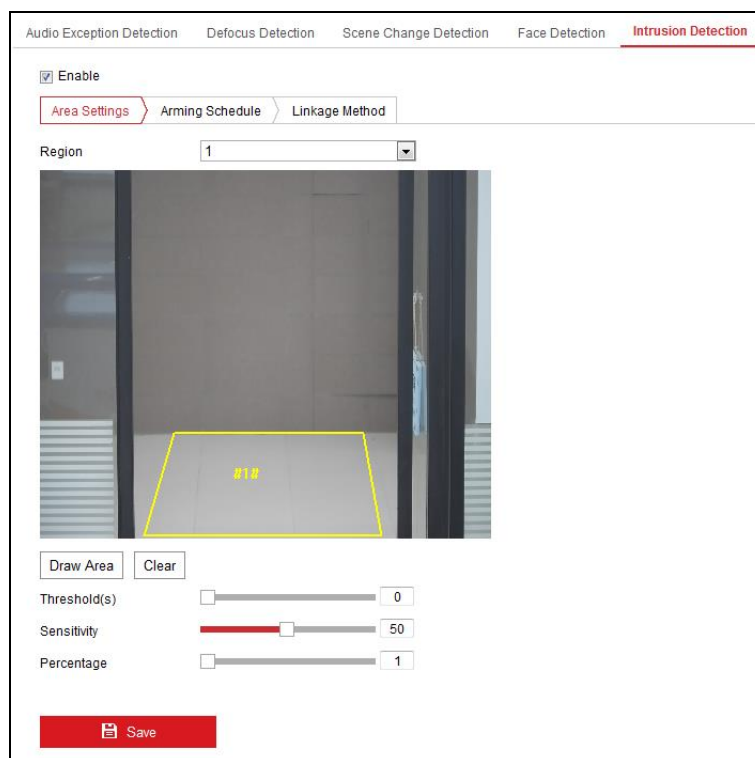 Audio Exception Detection Defocus Detection Scene Change Detection Face Detection Intrusion Detection
Enable
Area Settings Arming Schedule Linkage Method
Region 1
#1#
Draw Area Clear
Threshold(s) 0
Sensitivity 50
Percentage 1
Save